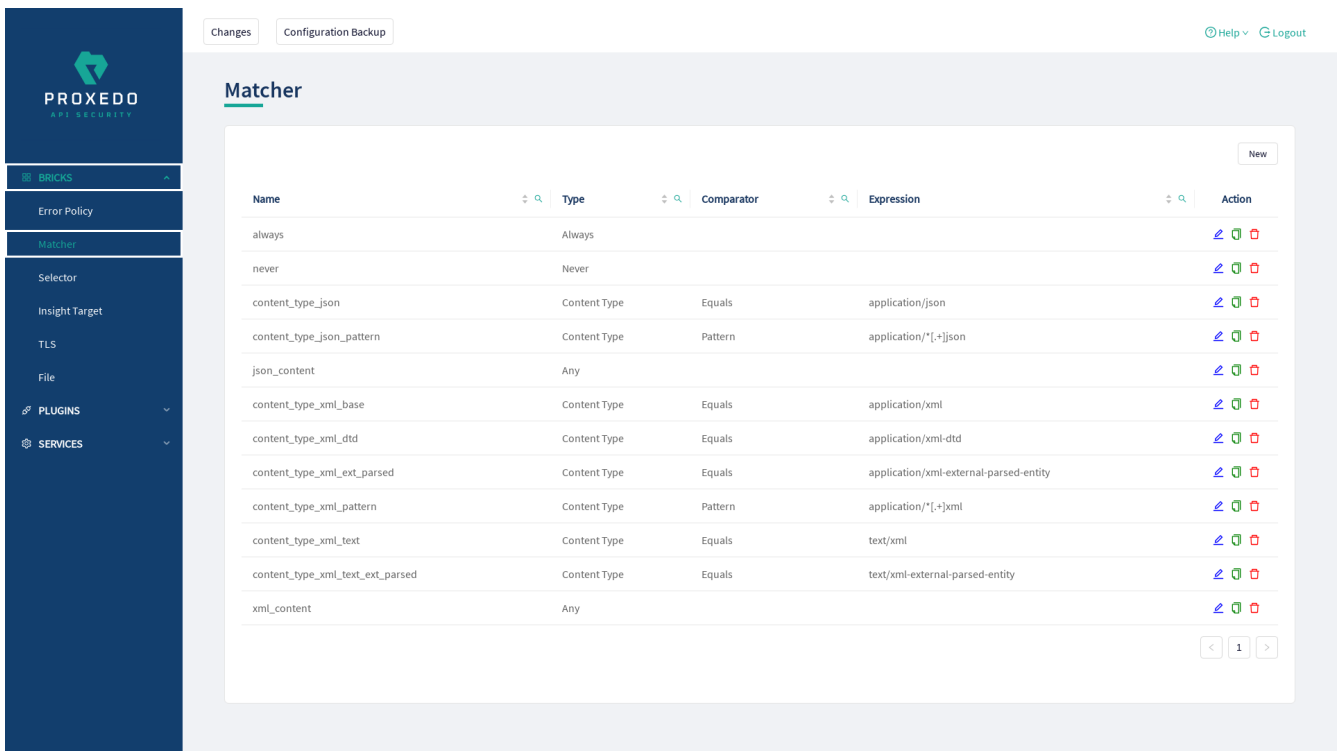 Changes Configuration Backup Help Logout
PROXEDO
API SECURITY
Matcher
New
BRICKS
Error Policy
Matcher
Selector
Insight Target
TLS
File
PLUGINS
SERVICES
Name Type Comparator Expression Action
always Always
never Never
content_type_json Content Type Equals application/json
content_type_json_pattern Content Type Pattern application/*[.+]json
json_content Any
content_type_xml_base Content Type Equals application/xml
content_type_xml_dtd Content Type Equals application/xml-dtd
content_type_xml_ext_parsed Content Type Equals application/xml-external-parsed-entity
content_type_xml_pattern Content Type Pattern application/*[.+]xml
content_type_xml_text Content Type Equals text/xml
content_type_xml_text_ext_parsed Content Type Equals text/xml-external-parsed-entity
xml_content Any
< 1 >